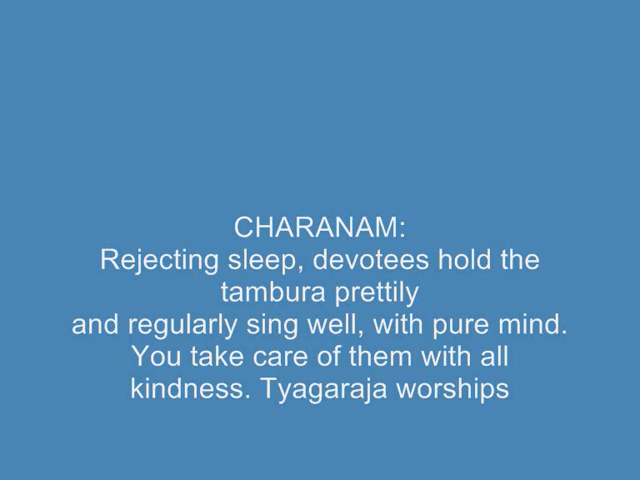 CHARANAM:
Rejecting sleep, devotees hold the
tambura prettily
and regularly sing well, with pure mind.
You take care of them with all
kindness. Tyagaraja worships